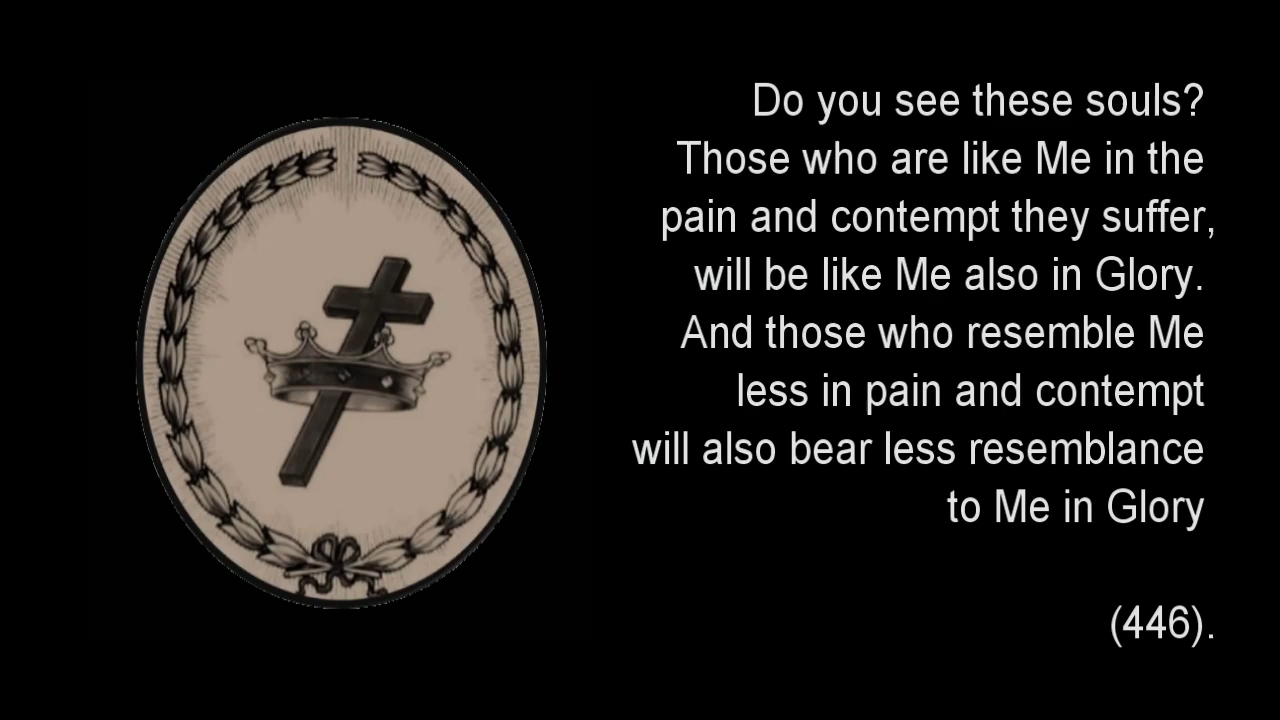 Do you see these souls?
Those who are like Me in the
pain and contempt they suffer,
will be like Me also in Glory.
And those who resemble Me
less in pain and contempt
will also bear less resemblance
to Me in Glory
(446).